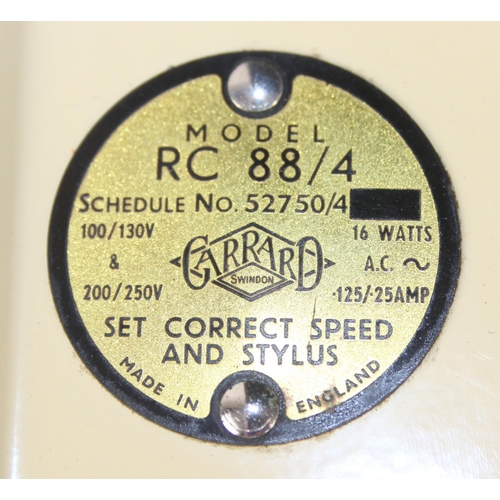 MODEL
RC 88/4
SCHEDULE No. 52750/4
100/130V
&
200/250V
GARRARD
SWINDON
16 WATTS
A.C. ~
·125/·25AMP
SET CORRECT SPEED
AND STYLUS
MADE IN ENGLAND